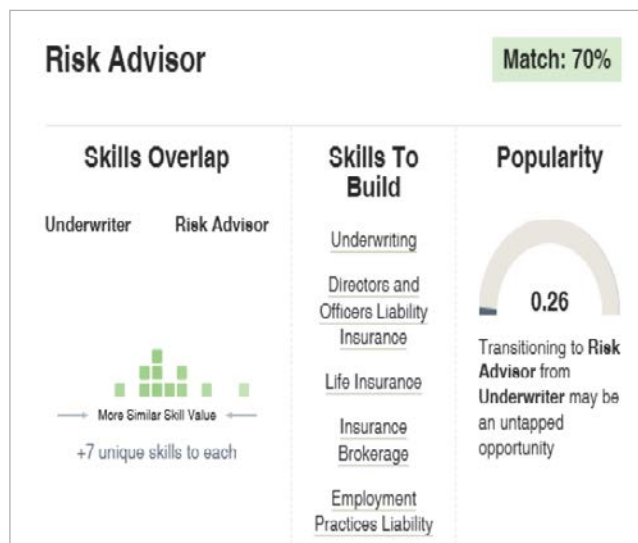 Risk Advisor
Match: 70%
Skills Overlap
Underwriter
Risk Advisor
More Similar Skill Value
+7 unique skills to each
Skills To
Build
Underwriting
Directors and
Officers Liability
Insurance
Life Insurance
Insurance
Brokerage
Employment
Practices Liability
Popularity
0.26
Transitioning to Risk
Advisor from
Underwriter may be
an untapped
opportunity